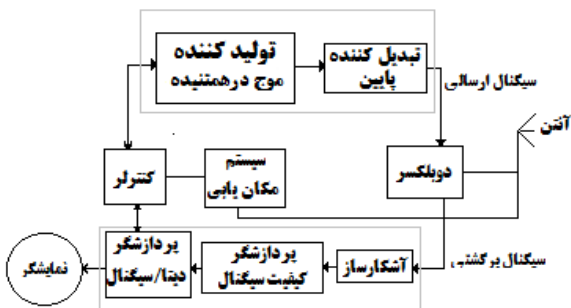 تولید کننده
موج درهمتنیده
تبدیل کننده
پایین
سیگنال ارسالی
آنتن
کنترلر
سیستم
مکان یابی
دوپلکسر
سیگنال برگشتی
نمایشگر
پردازشگر
دیتا/سیگنال
پردازشگر
کیفیت سیگنال
آشکارساز